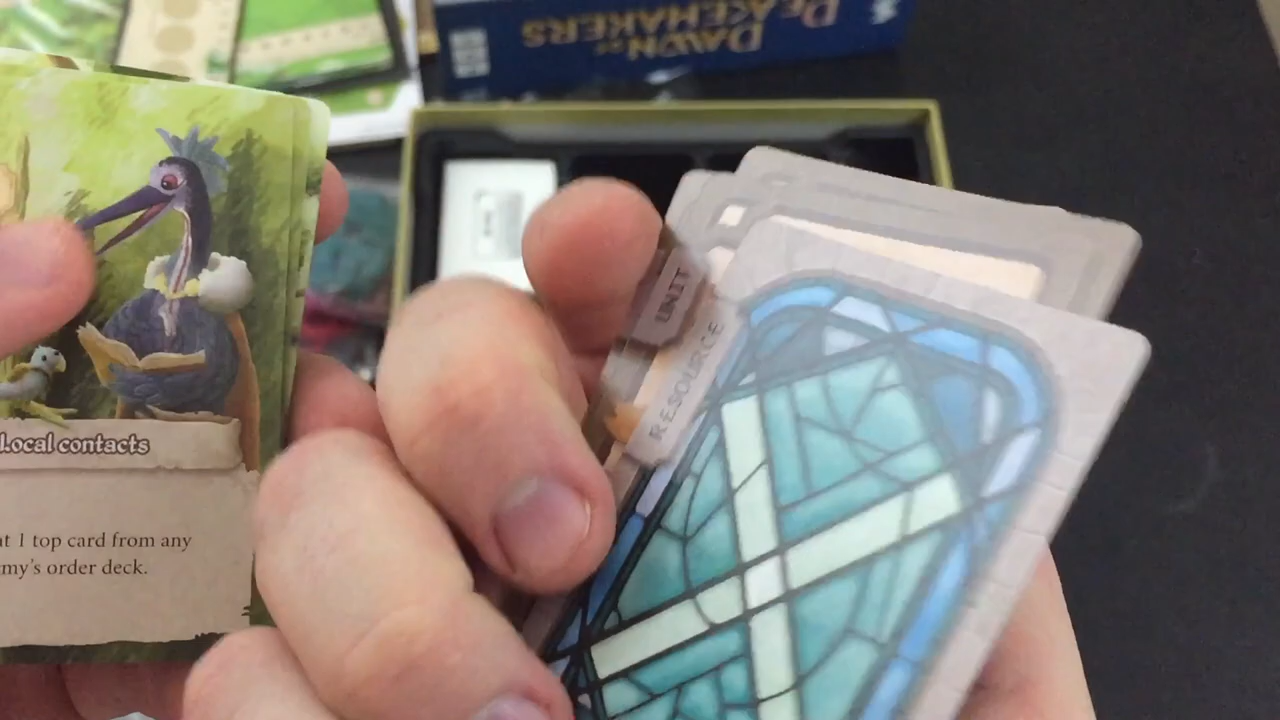 DAWN OF
PEACEMAKERS
UNIT
RESOURCE
Local contacts
at 1 top card from any
my's order deck.